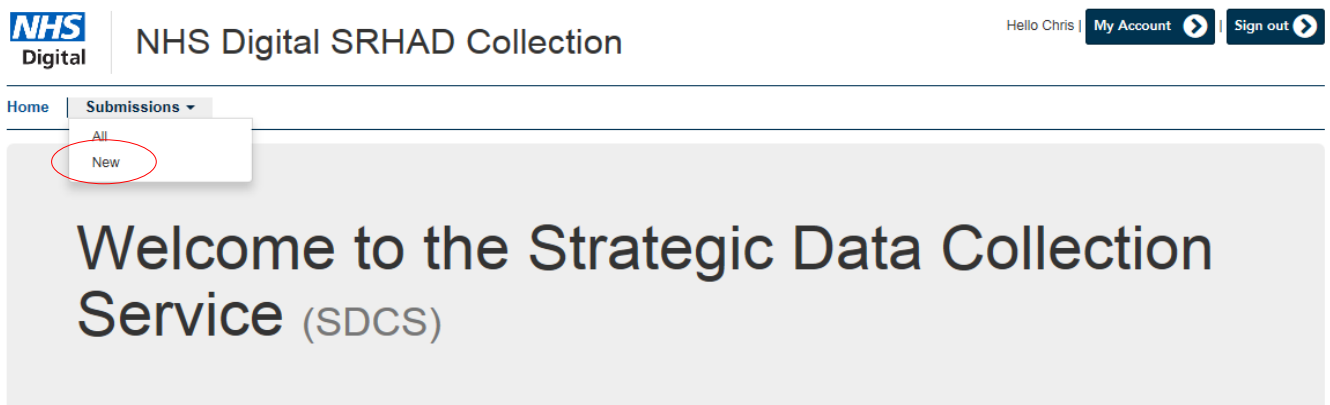 NHS
Digital
NHS Digital SRHAD Collection
Hello Chris | My Account | Sign out
Home | Submissions
All
New
Welcome to the Strategic Data Collection
Service (SDCS)